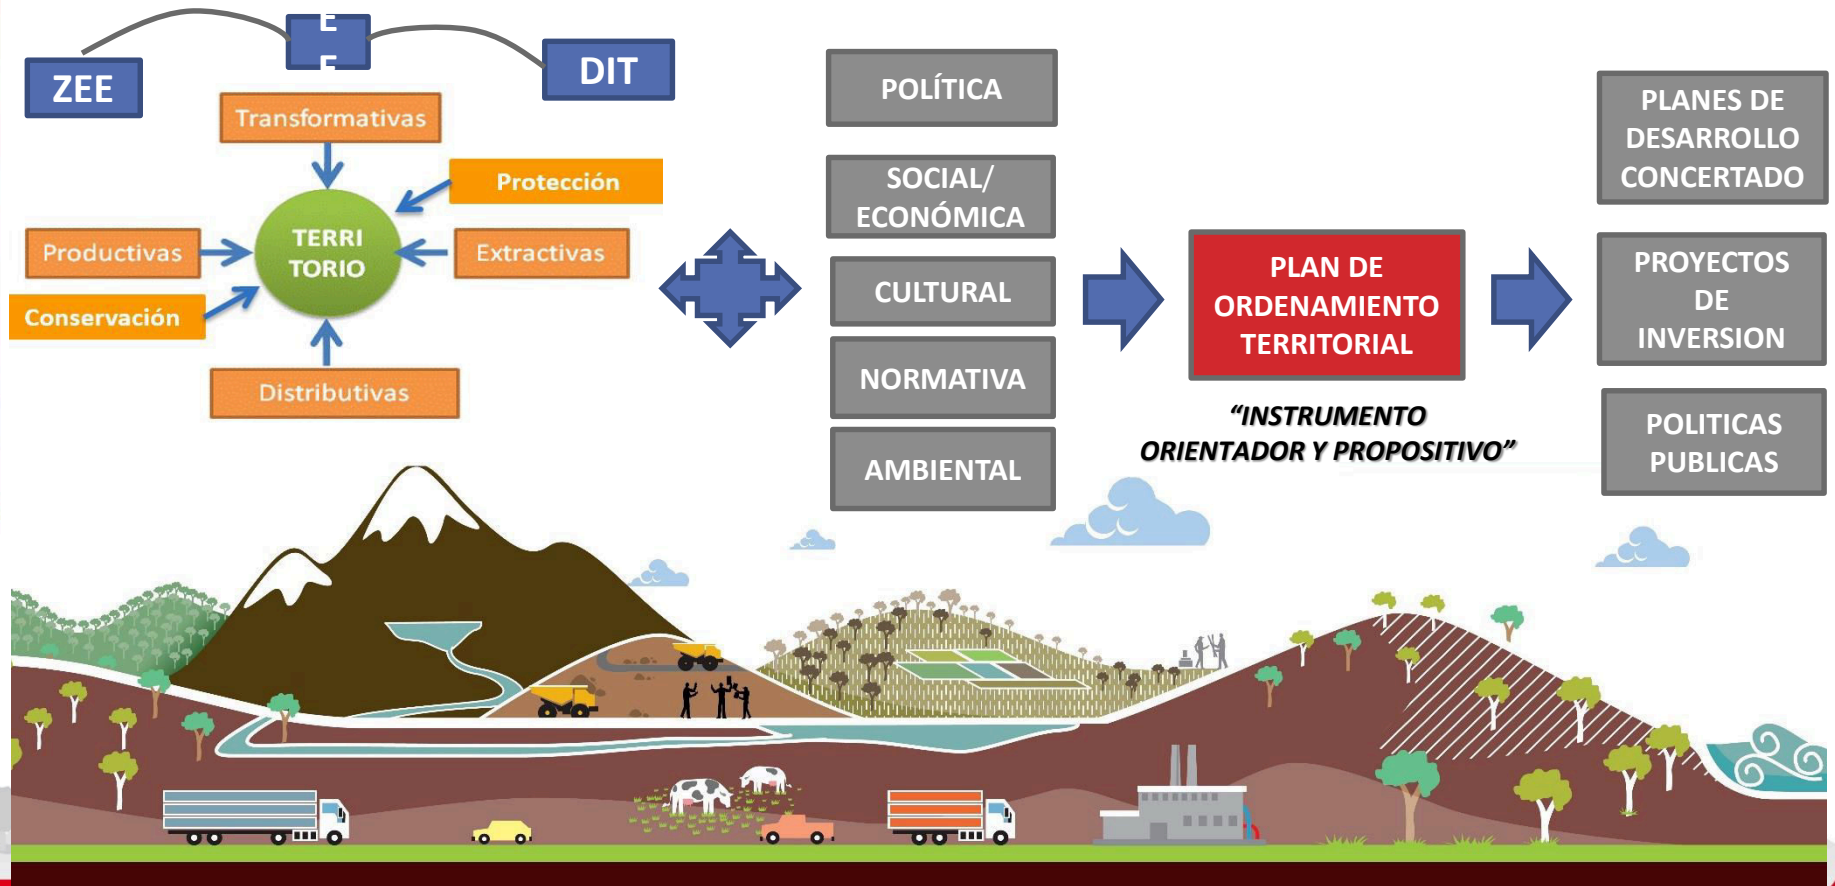 ZEE
E
E
DIT
Transformativas
Protección
Productivas
TERRI
TORIO
Extractivas
Conservación
Distributivas
POLÍTICA
SOCIAL/
ECONÓMICA
CULTURAL
NORMATIVA
AMBIENTAL
PLAN DE
ORDENAMIENTO
TERRITORIAL
“INSTRUMENTO
ORIENTADOR Y PROPOSITIVO”
PLANES DE
DESARROLLO
CONCERTADO
PROYECTOS
DE
INVERSION
POLITICAS
PUBLICAS